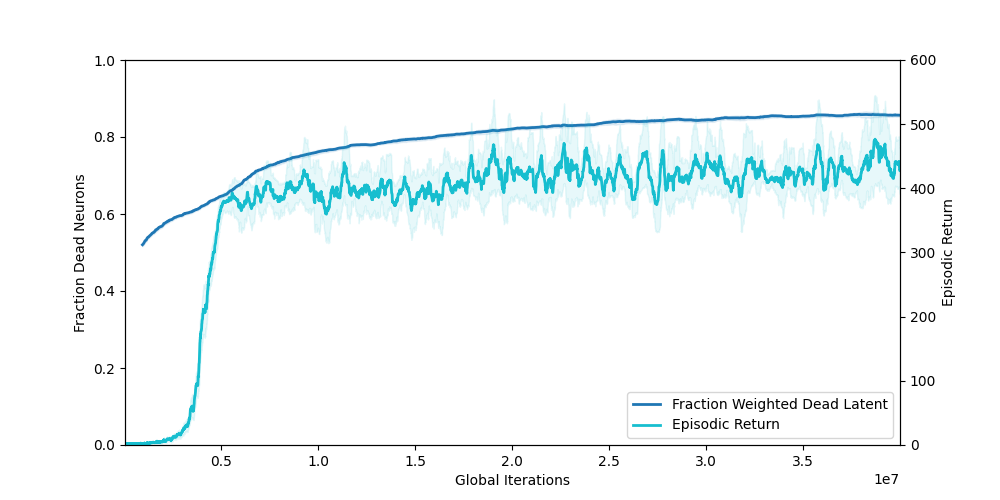 1.0
0.8
0.6
0.4
0.2
0.0
Fraction Dead Neurons
600
500
400
300
200
100
0
Episodic Return
Fraction Weighted Dead Latent
Episodic Return
0.5 1.0 1.5 2.0 2.5 3.0 3.5
1e7
Global Iterations